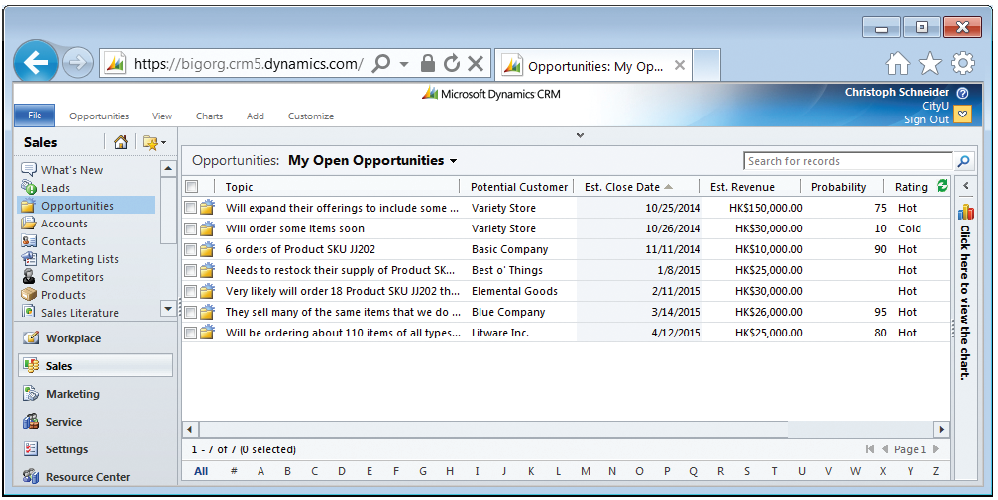 https://bigorg.crm5.dynamics.com/
Opportunities: My Op...
Microsoft Dynamics CRM
Christoph Schneider
CityU
Sign Out
File Opportunities View Charts Add Customize
Sales
What's New
Leads
Opportunities
Accounts
Contacts
Marketing Lists
Competitors
Products
Sales Literature
Workplace
Sales
Marketing
Service
Settings
Resource Center
Opportunities: My Open Opportunities
Search for records
Topic Potential Customer Est. Close Date Est. Revenue Probability Rating
Will expand their offerings to include some ... Variety Store 10/25/2014 HK$150,000.00 75 Hot
Will order some items soon Variety Store 10/26/2014 HK$30,000.00 10 Cold
6 orders of Product SKU JJ202 Basic Company 11/11/2014 HK$10,000.00 90 Hot
Needs to restock their supply of Product SK... Best o' Things 1/8/2015 HK$25,000.00 Hot
Very likely will order 18 Product SKU JJ202 th... Elemental Goods 2/11/2015 HK$30,000.00 Hot
They sell many of the same items that we do ... Blue Company 3/14/2015 HK$26,000.00 95 Hot
Will be ordering about 110 items of all types... Litware Inc. 4/12/2015 HK$25,000.00 80 Hot
Click here to view the chart.
1 - 7 of 7 (0 selected)
Page 1
All # A B C D E F G H I J K L M N O P Q R S T U V W X Y Z